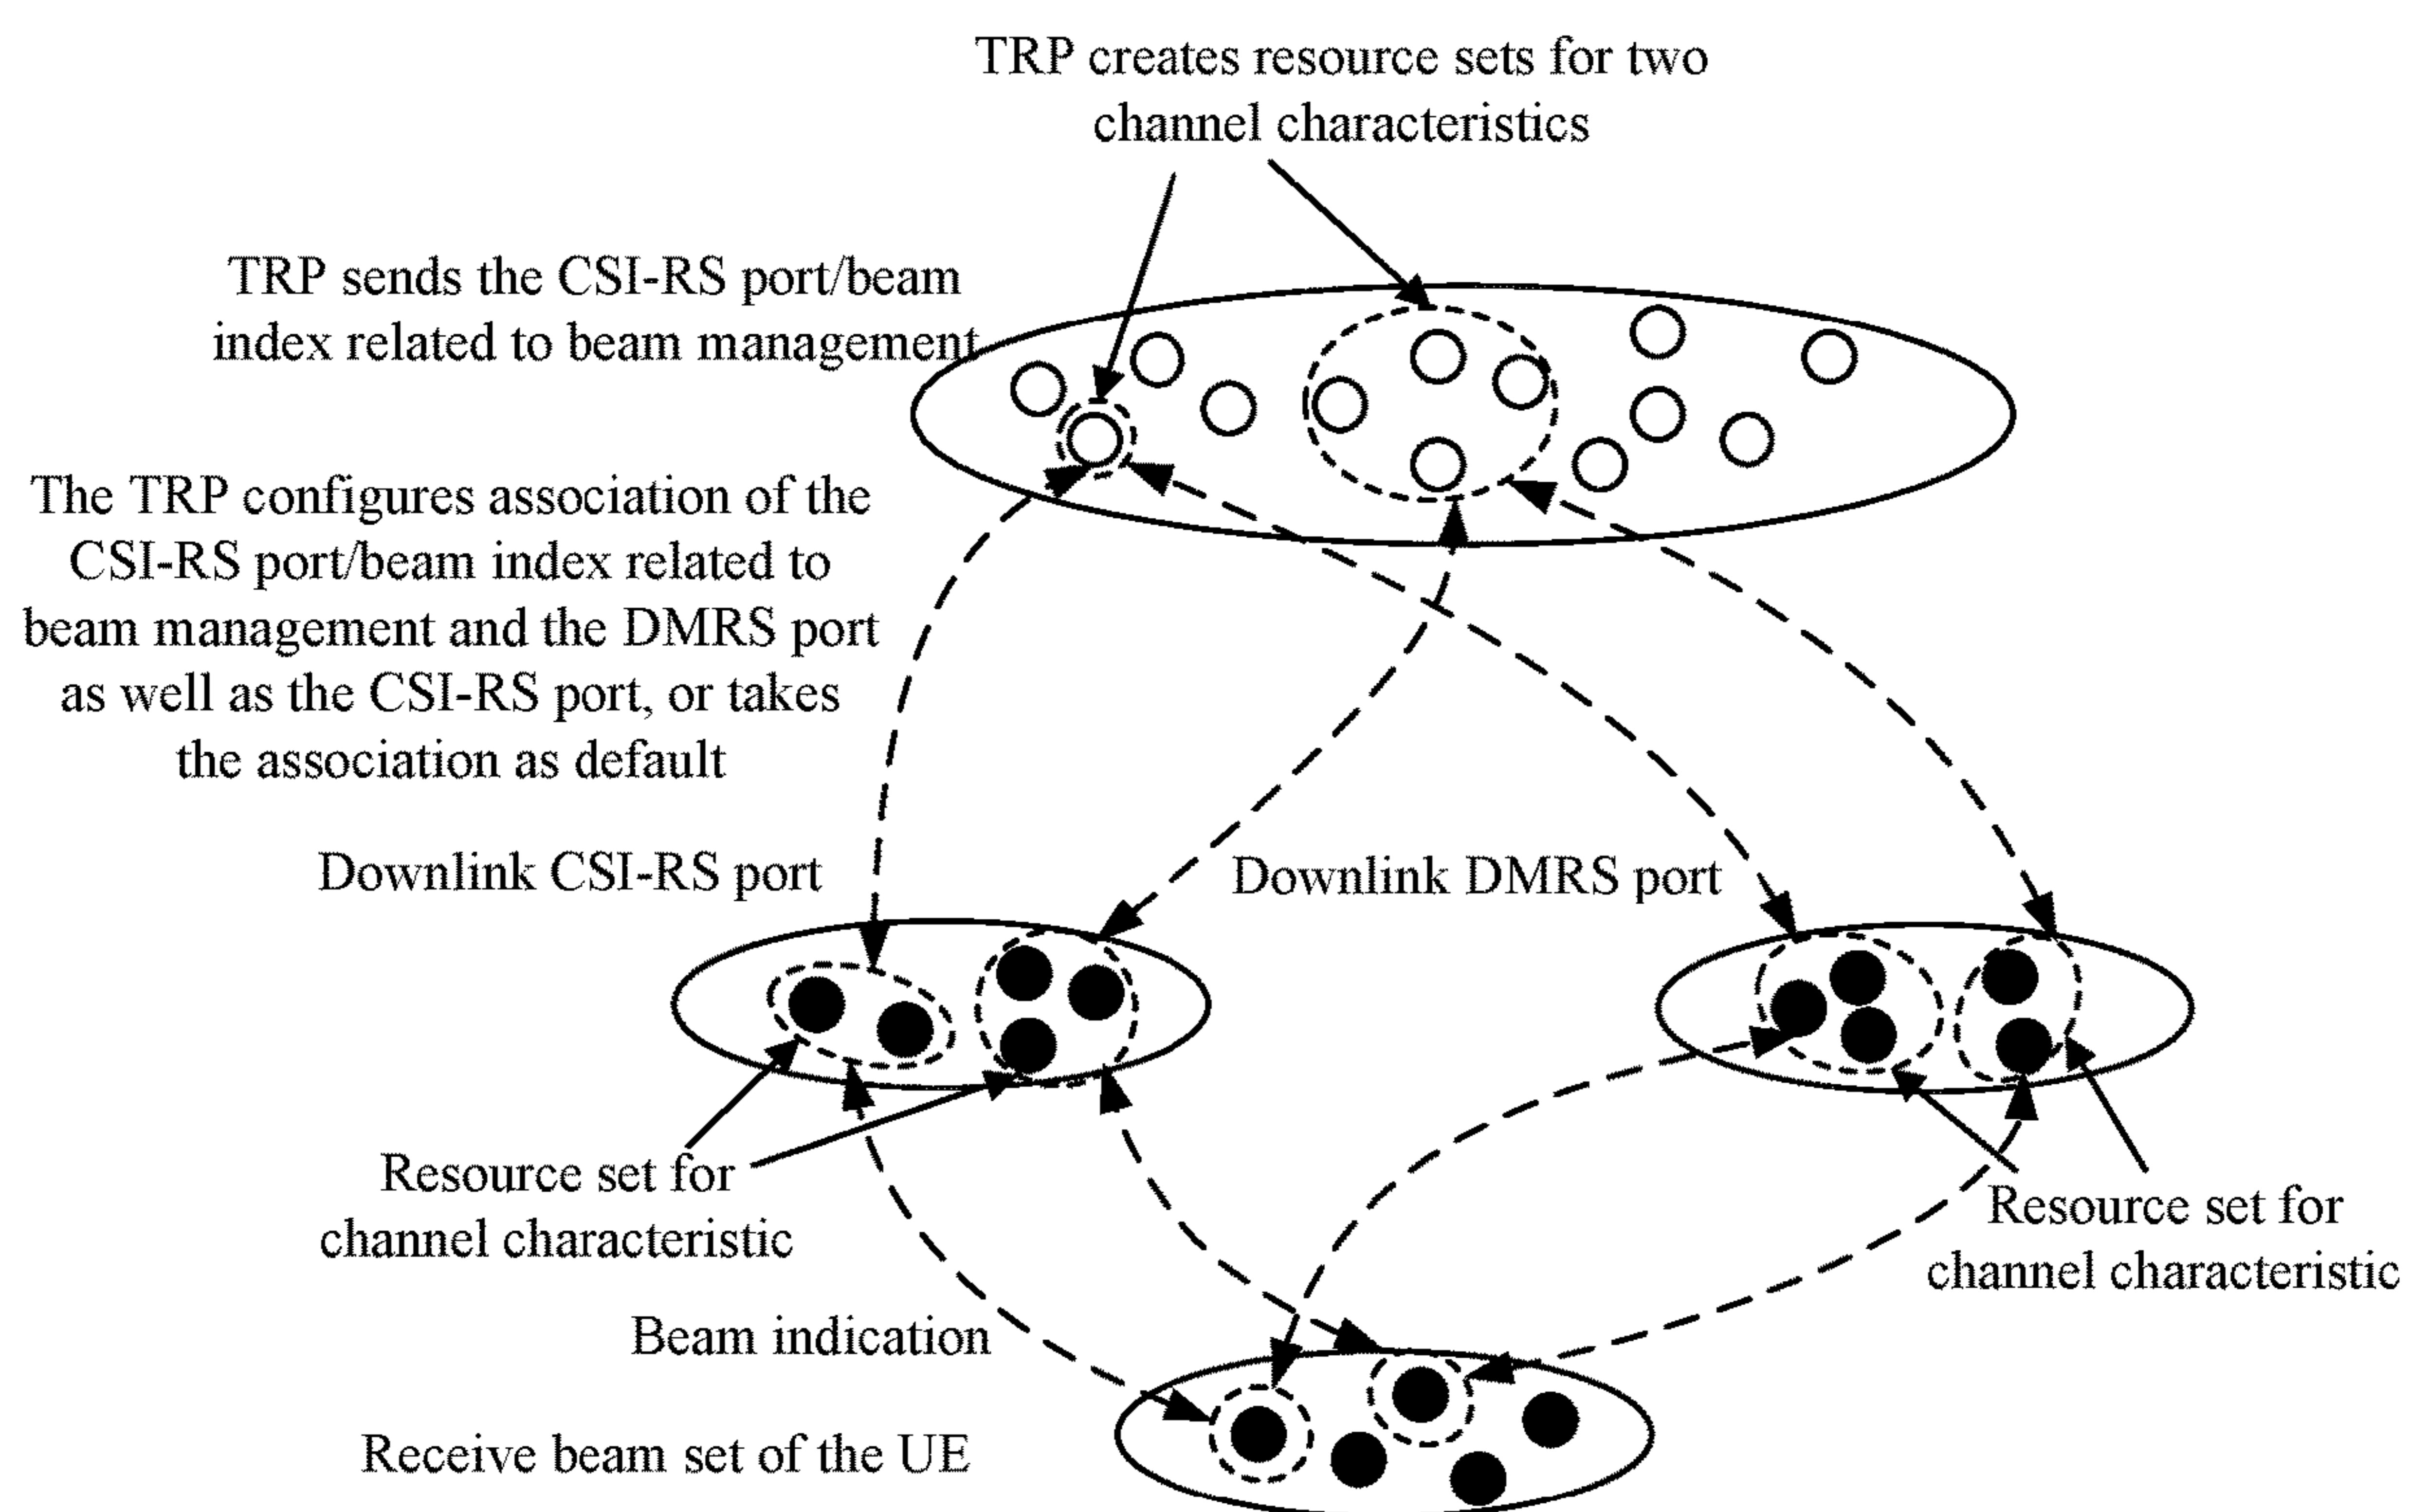 TRP creates resource sets for two
channel characteristics
TRP sends the CSI-RS port/beam
index related to beam management
The TRP configures association of the
CSI-RS port/beam index related to
beam management and the DMRS port
as well as the CSI-RS port, or takes
the association as default
Downlink CSI-RS port
Downlink DMRS port
Resource set for
channel characteristic
Resource set for
channel characteristic
Beam indication
Receive beam set of the UE